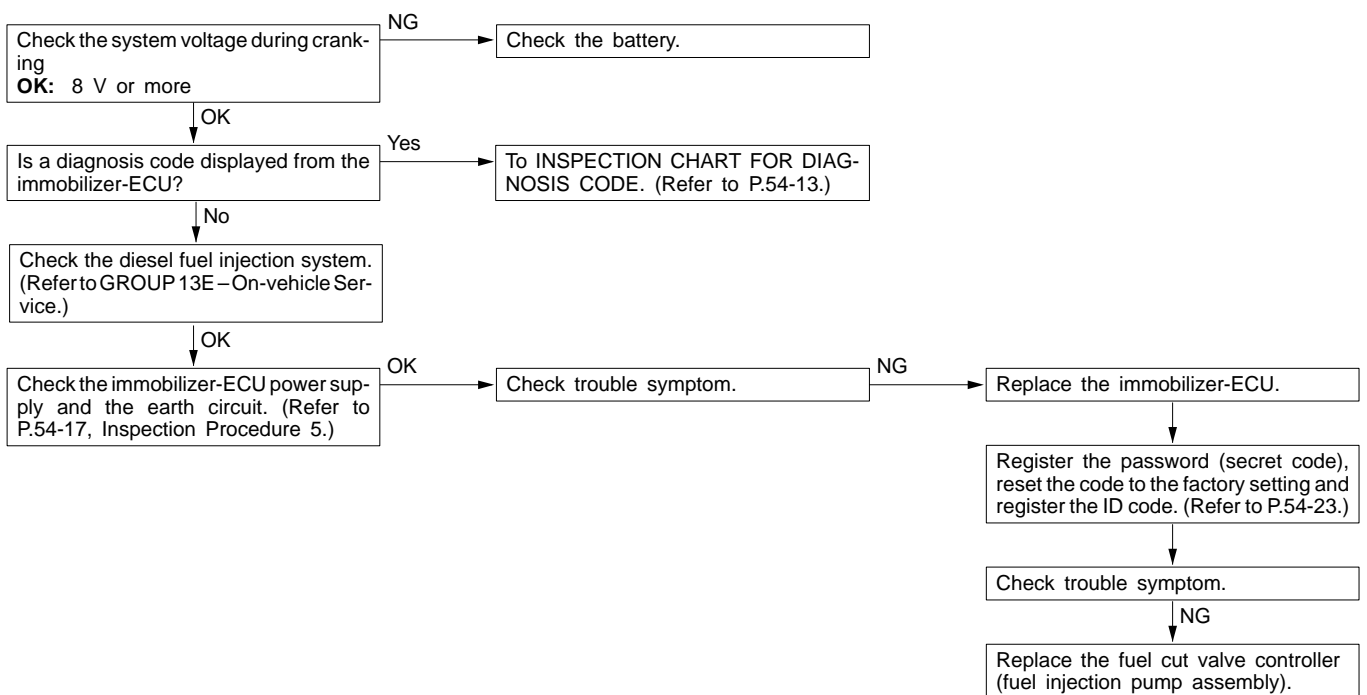 Check the system voltage during crank-
ing
OK: 8 V or more
NG
Check the battery.
OK
Is a diagnosis code displayed from the
immobilizer-ECU?
Yes
To INSPECTION CHART FOR DIAG-
NOSIS CODE. (Refer to P.54-13.)
No
Check the diesel fuel injection system.
(Refer to GROUP 13E – On-vehicle Ser-
vice.)
OK
Check the immobilizer-ECU power sup-
ply and the earth circuit. (Refer to
P.54-17, Inspection Procedure 5.)
OK
Check trouble symptom.
NG
Replace the immobilizer-ECU.
Register the password (secret code),
reset the code to the factory setting and
register the ID code. (Refer to P.54-23.)
Check trouble symptom.
NG
Replace the fuel cut valve controller
(fuel injection pump assembly).